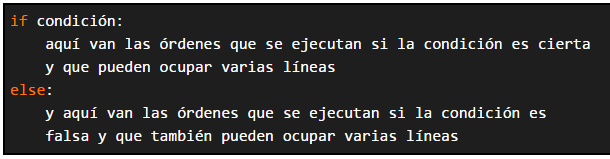 if condición:
aquí van las órdenes que se ejecutan si la condición es cierta
y que pueden ocupar varias líneas
else:
y aquí van las órdenes que se ejecutan si la condición es
falsa y que también pueden ocupar varias líneas